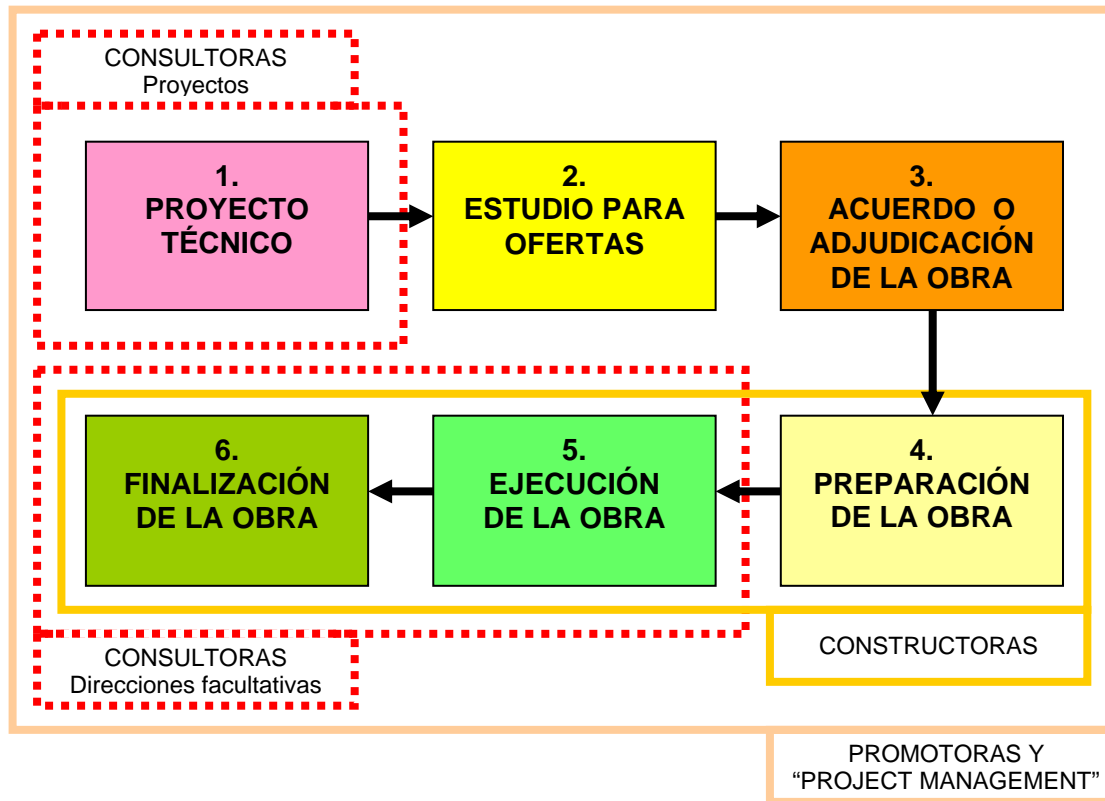 CONSULTORAS
Proyectos
1.
PROYECTO
TÉCNICO
2.
ESTUDIO PARA
OFERTAS
3.
ACUERDO O
ADJUDICACIÓN
DE LA OBRA
6.
FINALIZACIÓN
DE LA OBRA
5.
EJECUCIÓN
DE LA OBRA
4.
PREPARACIÓN
DE LA OBRA
CONSULTORAS
Direcciones facultativas
CONSTRUCTORAS
PROMOTORAS Y
“PROJECT MANAGEMENT”